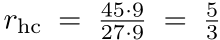 r_hc = 45·9/27·9 = 5/3